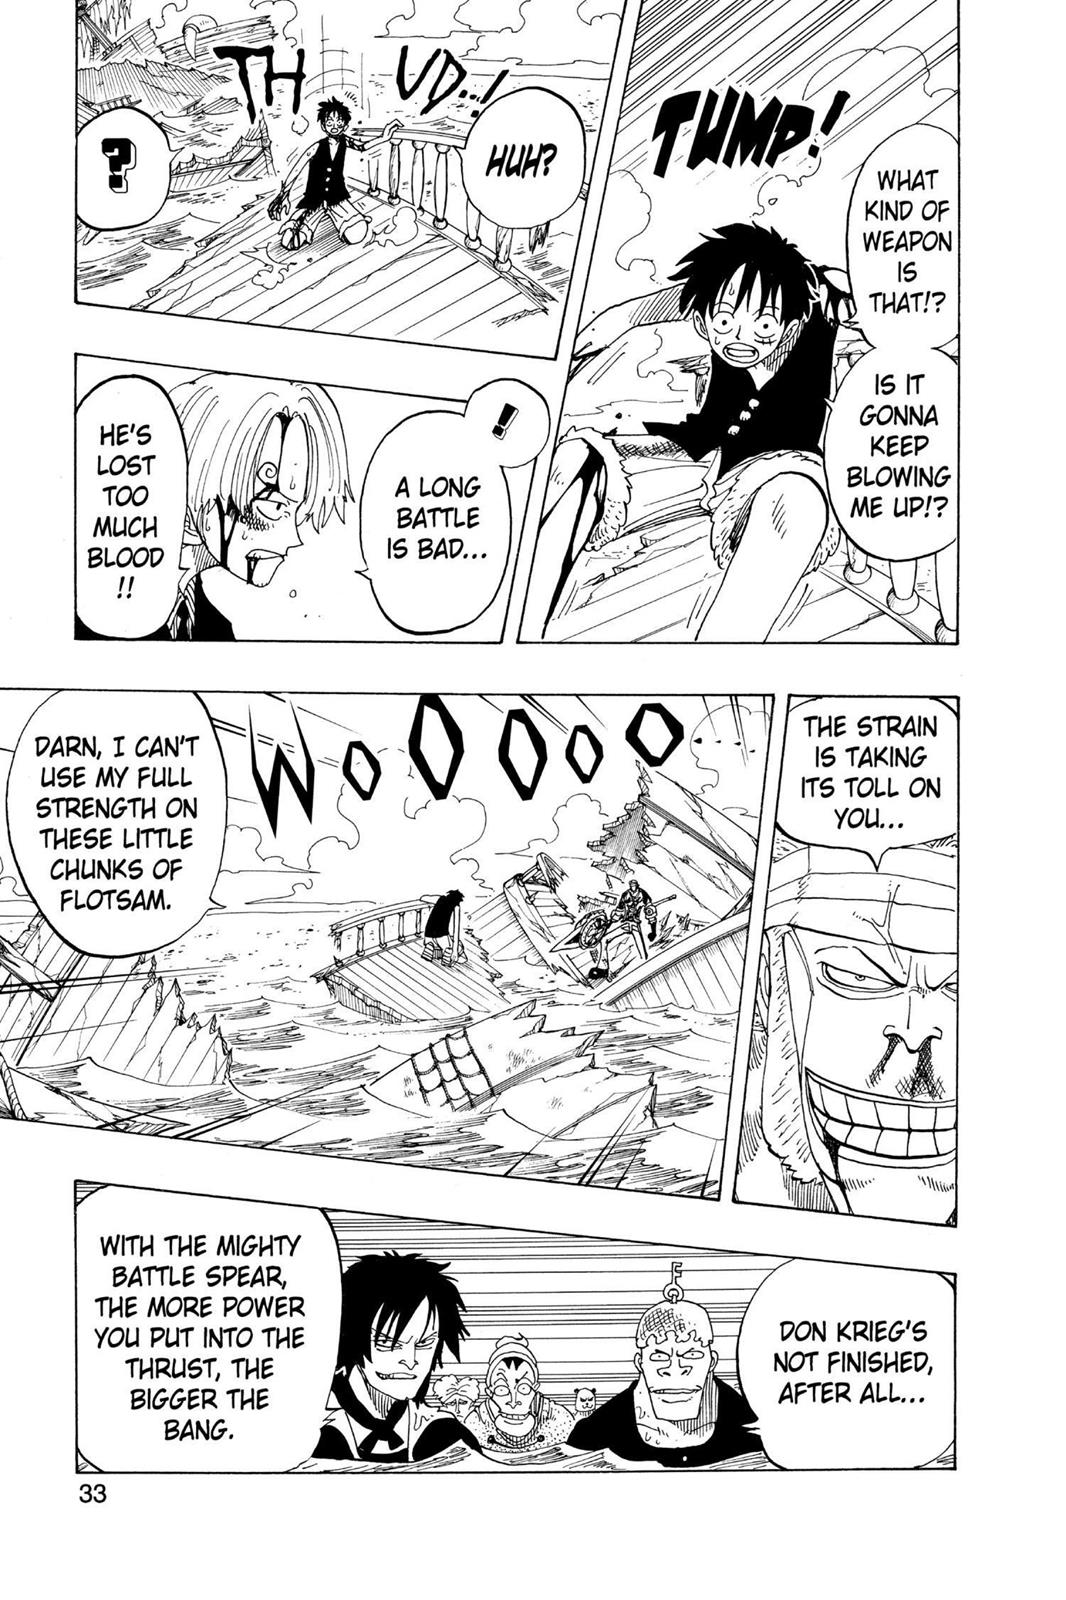 TUMP!
WHAT
KIND OF
WEAPON
IS
THAT!?
IS IT
GONNA
KEEP
BLOWING
ME UP!?
THUD..!
HUH?
?
!
A LONG
BATTLE
IS BAD...
HE'S
LOST
TOO
MUCH
BLOOD
!!
THE STRAIN
IS TAKING
ITS TOLL ON
YOU...
WOOOOO
DARN, I CAN'T
USE MY FULL
STRENGTH ON
THESE LITTLE
CHUNKS OF
FLOTSAM.
DON KRIEG'S
NOT FINISHED,
AFTER ALL...
WITH THE MIGHTY
BATTLE SPEAR,
THE MORE POWER
YOU PUT INTO THE
THRUST, THE
BIGGER THE
BANG.
33